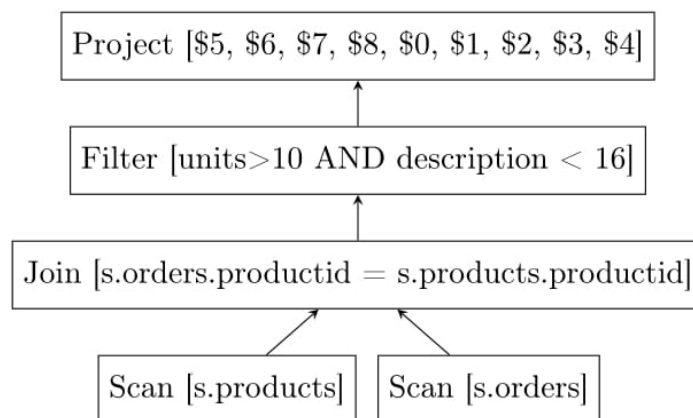 Project [$5, $6, $7, $8, $0, $1, $2, $3, $4]
Filter [units>10 AND description < 16]
Join [s.orders.productid = s.products.productid]
Scan [s.products]
Scan [s.orders]